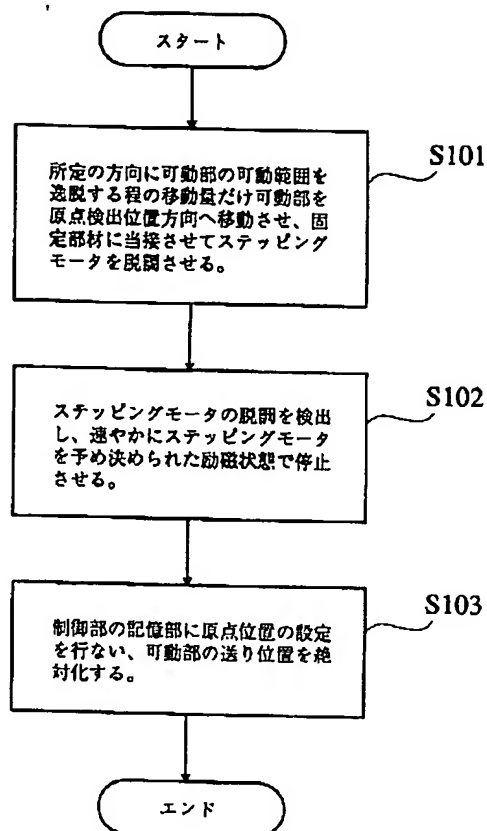 スタート
所定の方向に可動部の可動範囲を
逸脱する程の移動量だけ可動部を
原点検出位置方向へ移動させ、固
定部材に当接させてステッピング
モータを脱調させる。
S101
ステッピングモータの脱調を検出
し、速やかにステッピングモータ
を予め決められた励磁状態で停止
させる。
S102
制御部の記憶部に原点位置の設定
を行ない、可動部の送り位置を絶
対化する。
S103
エンド